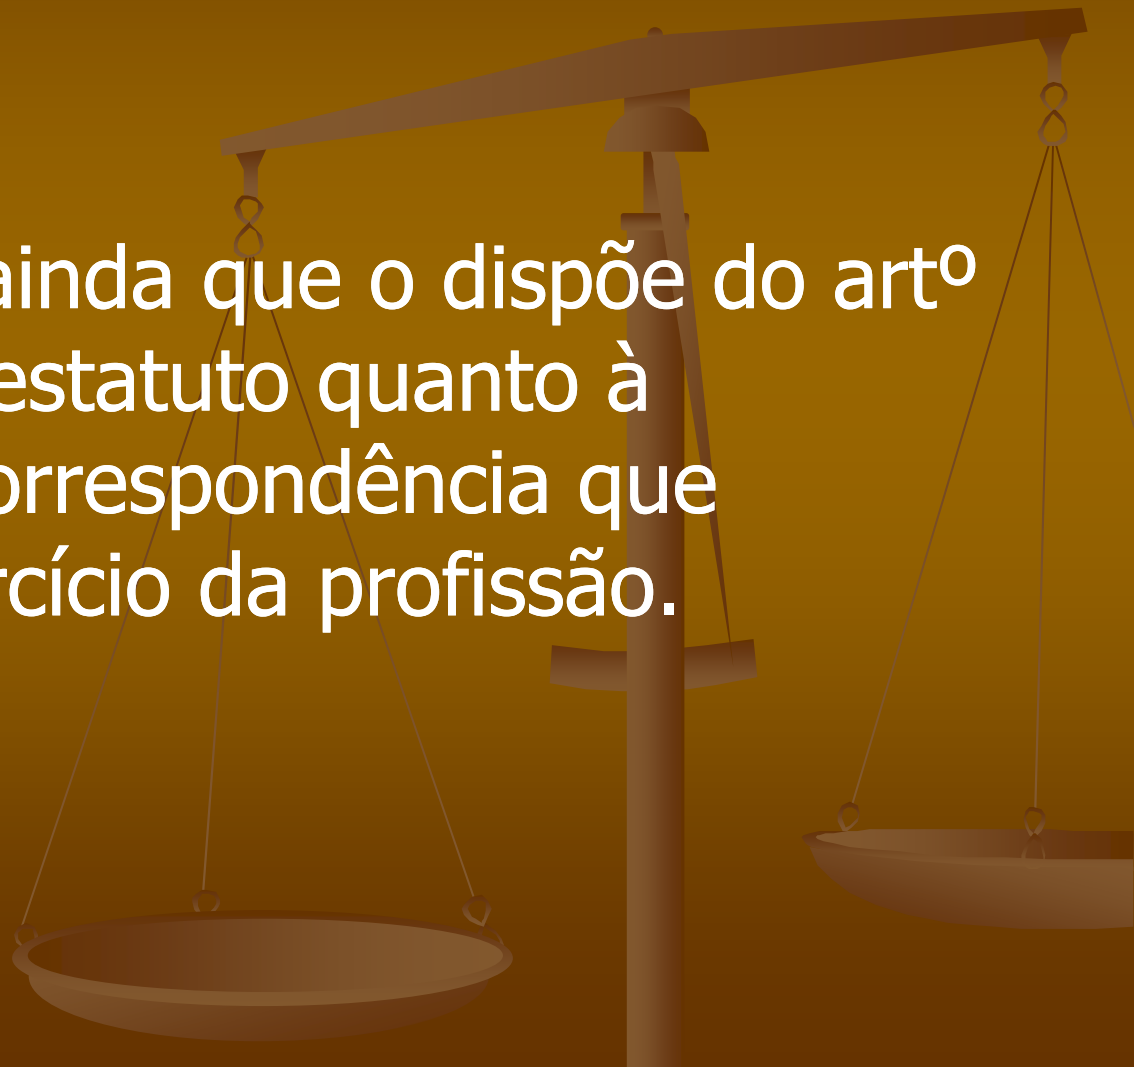 ainda que o dispõe do artº
estatuto quanto à
orrespondência que
rcício da profissão.